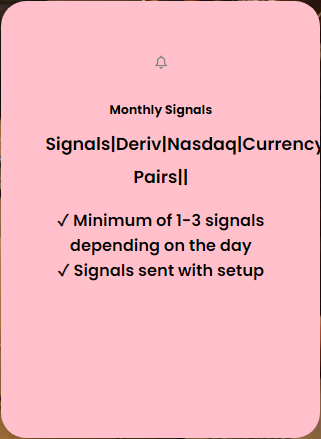 Monthly Signals
Signals|Deriv|Nasdaq|Currency
Pairs||
✓ Minimum of 1-3 signals
depending on the day
✓ Signals sent with setup